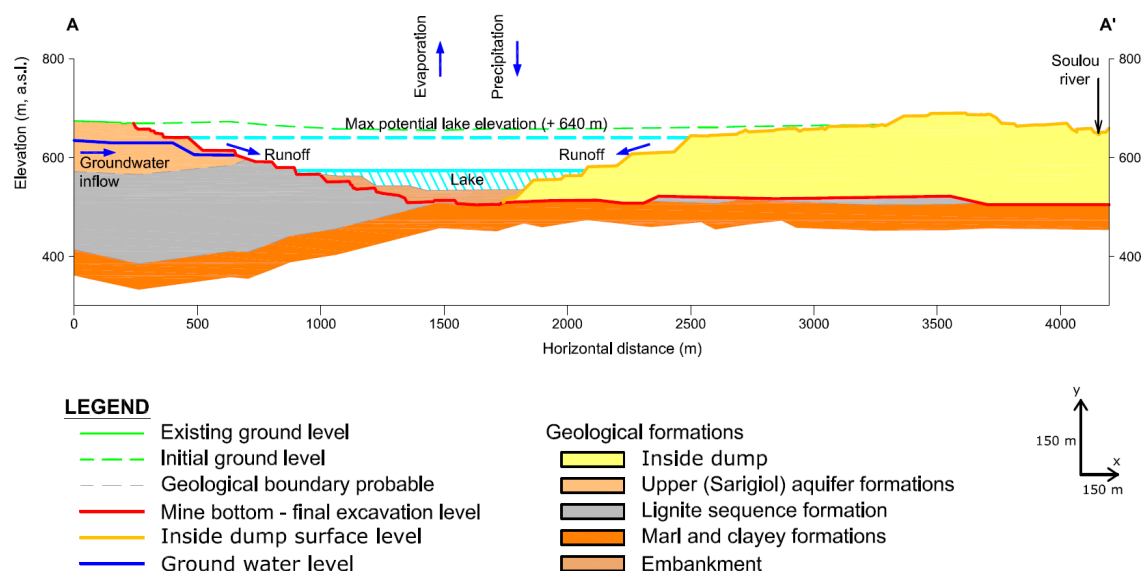 A
A'
Evaporation
Precipitation
800
800
Soulou
river
Elevation (m, a.s.l.)
Max potential lake elevation (+ 640 m)
600
600
Groundwater
inflow
Runoff
Runoff
Lake
400
400
0
500
1000
1500
2000
2500
3000
3500
4000
Horizontal distance (m)
LEGEND
Existing ground level
Initial ground level
Geological boundary probable
Mine bottom - final excavation level
Inside dump surface level
Ground water level
Geological formations
Inside dump
Upper (Sarigiol) aquifer formations
Lignite sequence formation
Marl and clayey formations
Embankment
y
150 m
x
150 m